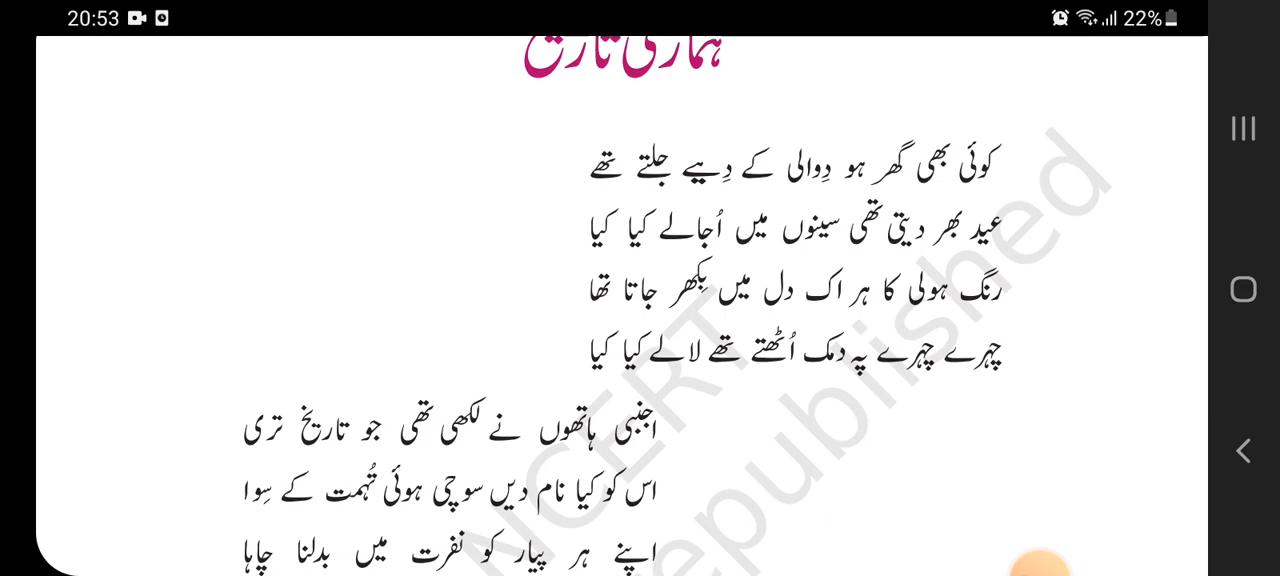 20:53
22%
ہماری تاریخ
کوئی بھی گھر ہو دِوالی کے دِیے جلتے تھے
عید بھر دیتی تھی سینوں میں اُجالے کیا کیا
رنگ ہولی کا ہر اک دل میں بِکھر جاتا تھا
چہرے چہرے پہ دمک اُٹھتے تھے لالے کیا کیا
اجنبی ہاتھوں نے لکھی تھی جو تاریخ تری
اس کو کیا نام دیں سوچی ہوئی تُہمت کے سِوا
اپنے ہر پیار کو نفرت میں بدلنا چاہا
NCERT
republished